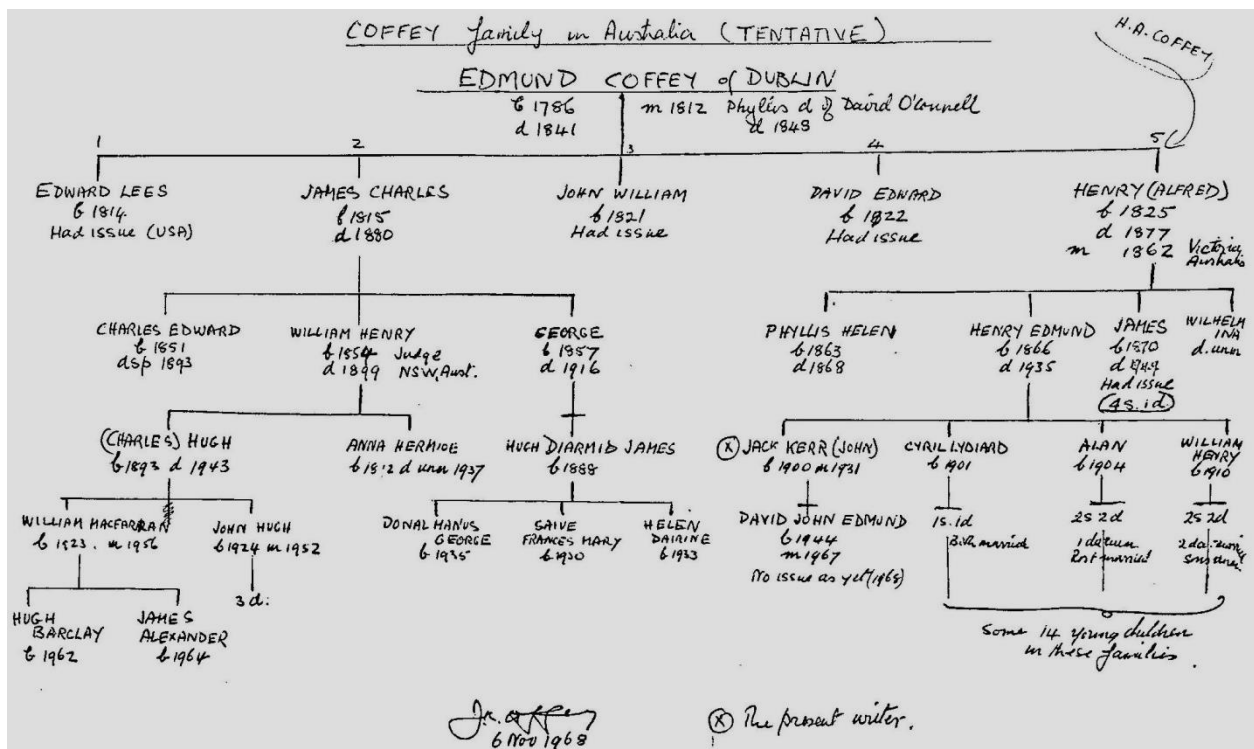 COFFEY family in Australia (TENTATIVE)
H.A. COFFEY
EDMUND COFFEY of DUBLIN
b 1786 m 1812 Phyllis d of David O'Connell
d 1841 d 1848
1 2 3 4 5
EDWARD LEES
b 1814
Had issue (USA)
JAMES CHARLES
b 1815
d 1880
JOHN WILLIAM
b 1821
Had issue
DAVID EDWARD
b 1822
Had issue
HENRY (ALFRED)
b 1825
d 1877
m 1862 Victoria
Australia
CHARLES EDWARD
b 1851
dsp 1893
WILLIAM HENRY
b 1854 Judge
d 1899 NSW, Aust.
GEORGE
b 1857
d 1916
PHYLLIS HELEN
b 1863
d 1868
HENRY EDMUND
b 1866
d 1935
JAMES
b 1870
d 1949
Had issue
(4s. 1d.)
WILHELM
INA
d. unm
(CHARLES) HUGH
b 1893 d 1943
ANNA HERMIOE
d unm 1937
HUGH DIARMID JAMES
b 1888
(X) JACK KERR (JOHN)
b 1900 m 1931
CYRIL LYDIARD
b 1901
ALAN
b 1904
WILLIAM
HENRY
b 1910
WILLIAM MACFARRAN
b 1923. m 1956
JOHN HUGH
b 1924 m 1952
DONAL MANUS
GEORGE
b 1935
SAIVE
FRANCES MARY
b 1930
HELEN
DAIRINE
b 1933
DAVID JOHN EDMUND
b 1944
m 1967
No issue as yet (1968)
1s. 1d
Both married
2s 2d
married
2s 2d
HUGH
BARCLAY
b 1962
JAMES
ALEXANDER
b 1964
3 d:
Some 14 young children
in these families.
6 Nov 1968
(X) The present writer.